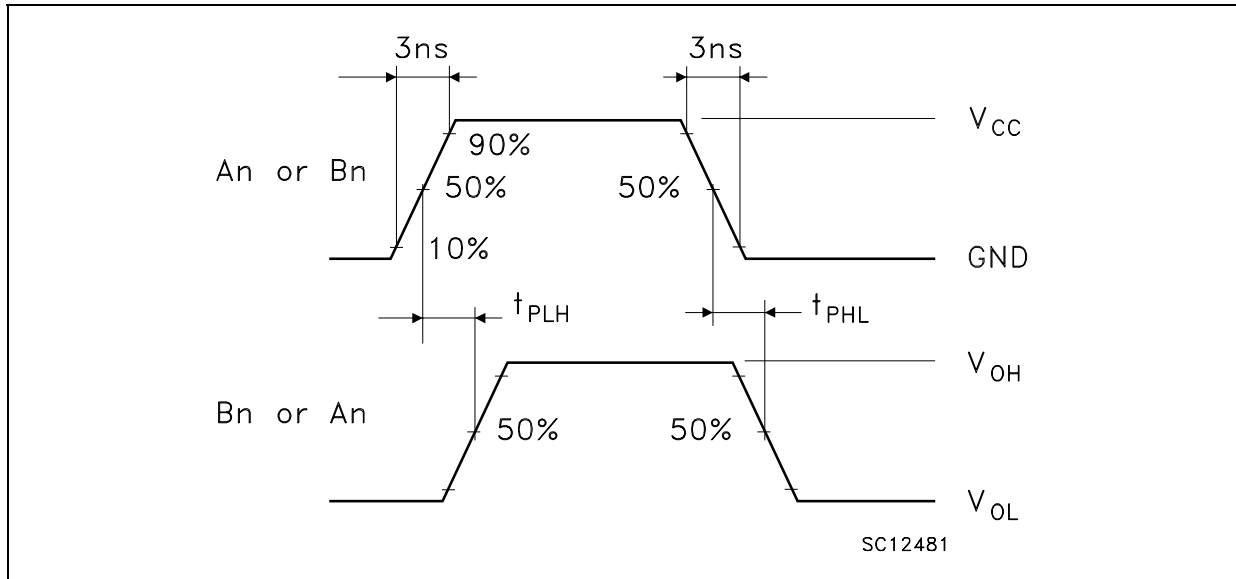 3ns 3ns
V_CC
90%
An or Bn
50% 50%
10%
GND
t_PLH t_PHL
V_OH
Bn or An
50% 50%
V_OL
SC12481